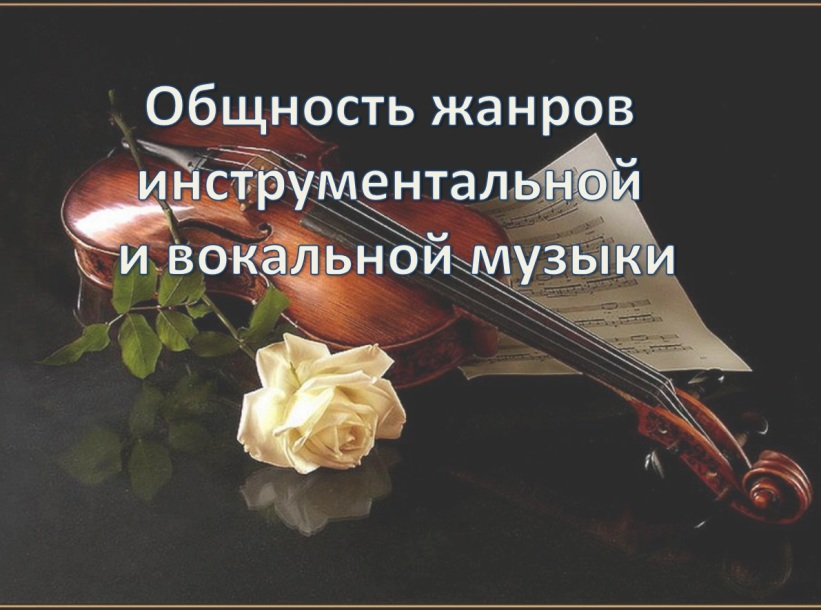 Общность жанров
инструментальной
и вокальной музыки